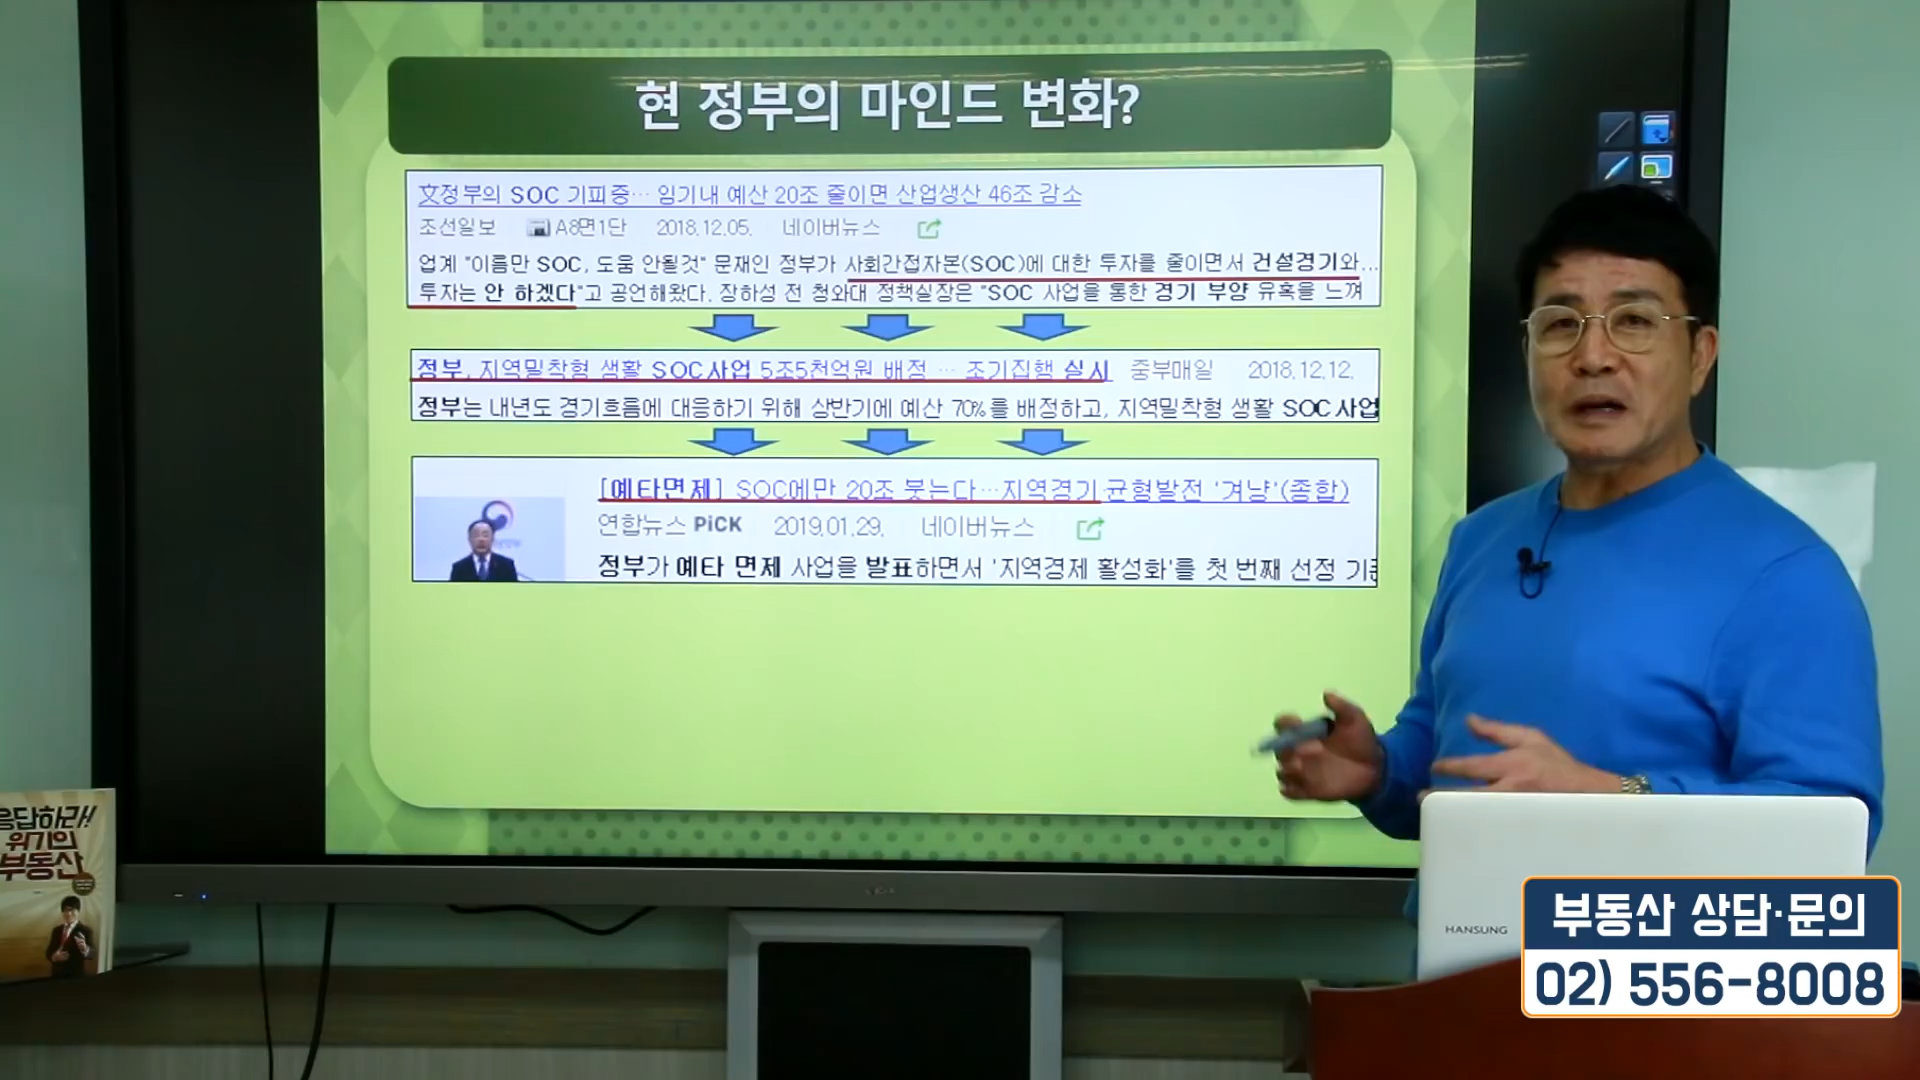 현 정부의 마인드 변화?
文정부의 SOC 기피증… 임기내 예산 20조 줄이면 산업생산 46조 감소
조선일보 A8면1단 2018.12.05. 네이버뉴스
업계 "이름만 SOC, 도움 안될것" 문재인 정부가 사회간접자본(SOC)에 대한 투자를 줄이면서 건설경기와...
투자는 안 하겠다"고 공언해왔다. 장하성 전 청와대 정책실장은 "SOC 사업을 통한 경기 부양 유혹을 느껴
정부, 지역밀착형 생활 SOC사업 5조5천억원 배정 … 조기집행 실시 중부매일 2018.12.12.
정부는 내년도 경기흐름에 대응하기 위해 상반기에 예산 70%를 배정하고, 지역밀착형 생활 SOC사업
[예타면제] SOC에만 20조 붓는다…지역경기·균형발전 '겨냥'(종합)
연합뉴스 PiCK 2019.01.29. 네이버뉴스
정부가 예타 면제 사업을 발표하면서 '지역경제 활성화'를 첫 번째 선정 기준
응답하라!
위기의
부동산
HANSUNG
부동산 상담·문의
02) 556-8008